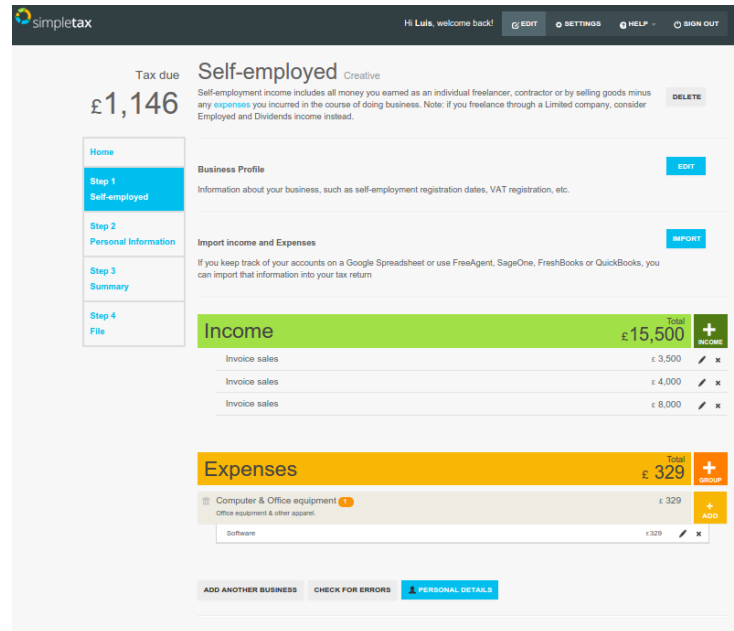 simpletax
Hi Luis, welcome back!
EDIT
SETTINGS
HELP
SIGN OUT
Tax due
£1,146
Home
Step 1
Self-employed
Step 2
Personal Information
Step 3
Summary
Step 4
File
Self-employed Creative
Self-employment income includes all money you earned as an individual freelancer, contractor or by selling goods minus
any expenses you incurred in the course of doing business. Note: if you freelance through a Limited company, consider
Employed and Dividends income instead.
DELETE
Business Profile
EDIT
Information about your business, such as self-employment registration dates, VAT registration, etc.
Import income and Expenses
IMPORT
If you keep track of your accounts on a Google Spreadsheet or use FreeAgent, SageOne, FreshBooks or QuickBooks, you
can import that information into your tax return
Income
Total
£15,500
+
INCOME
Invoice sales £ 3,500
Invoice sales £ 4,000
Invoice sales £ 8,000
Expenses
Total
£ 329
+
GROUP
Computer & Office equipment 1 £ 329
Office equipment & other apparel.
+
ADD
Software £329
ADD ANOTHER BUSINESS
CHECK FOR ERRORS
PERSONAL DETAILS